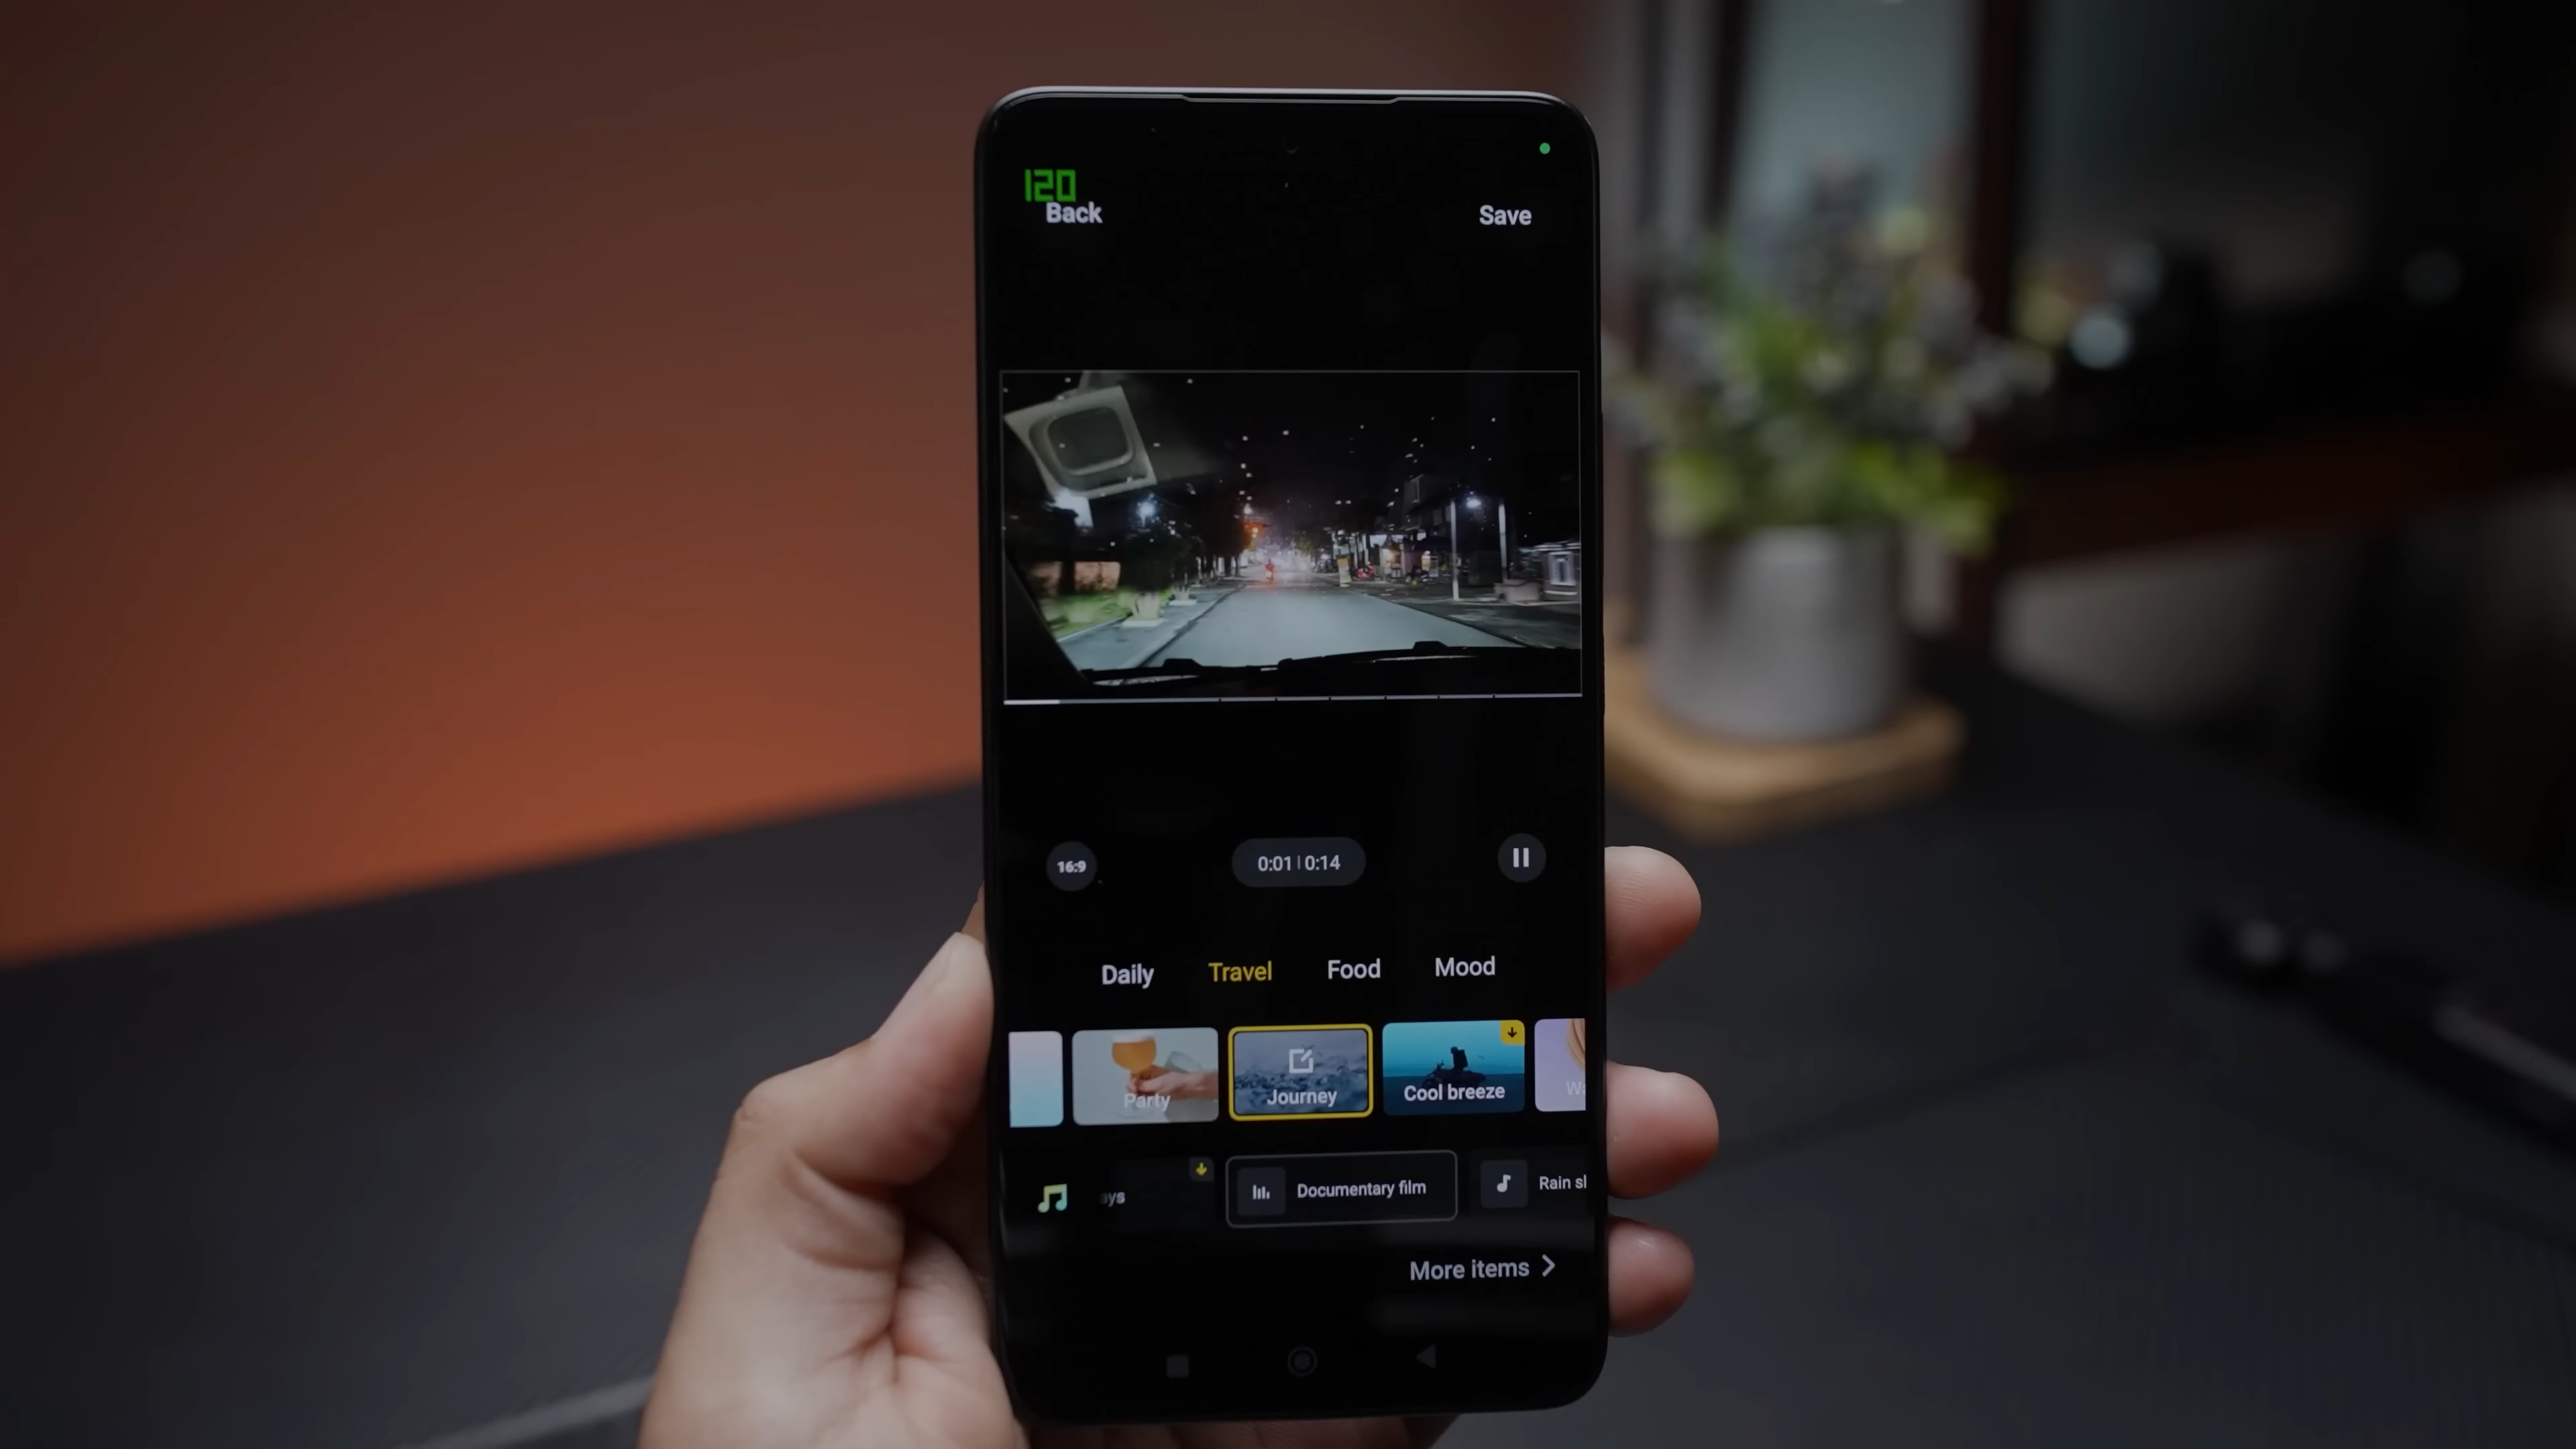 120
Back
Save
16:9
0:01 | 0:14
Daily Travel Food Mood
Party Journey Cool breeze
Documentary film Rain
More items